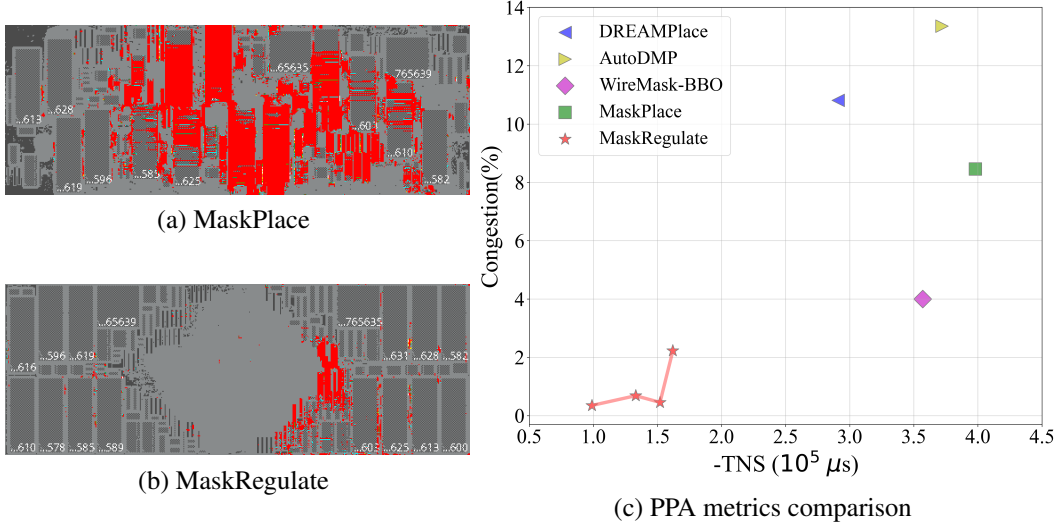 ...65635
765639
...628
...613
...603
...610
...596
...585
...619
...625
...582
(a) MaskPlace
...65639
...765635
...596 ...619
...631 ...628 ...582
...616
...610 ...578 ...585 ...589
...603 ...625 ...613 ...600
(b) MaskRegulate
Congestion(%)
14
12
10
8
6
4
2
0
DREAMPlace
AutoDMP
WireMask-BBO
MaskPlace
MaskRegulate
0.5 1.0 1.5 2.0 2.5 3.0 3.5 4.0 4.5
-TNS (10⁵ μs)
(c) PPA metrics comparison